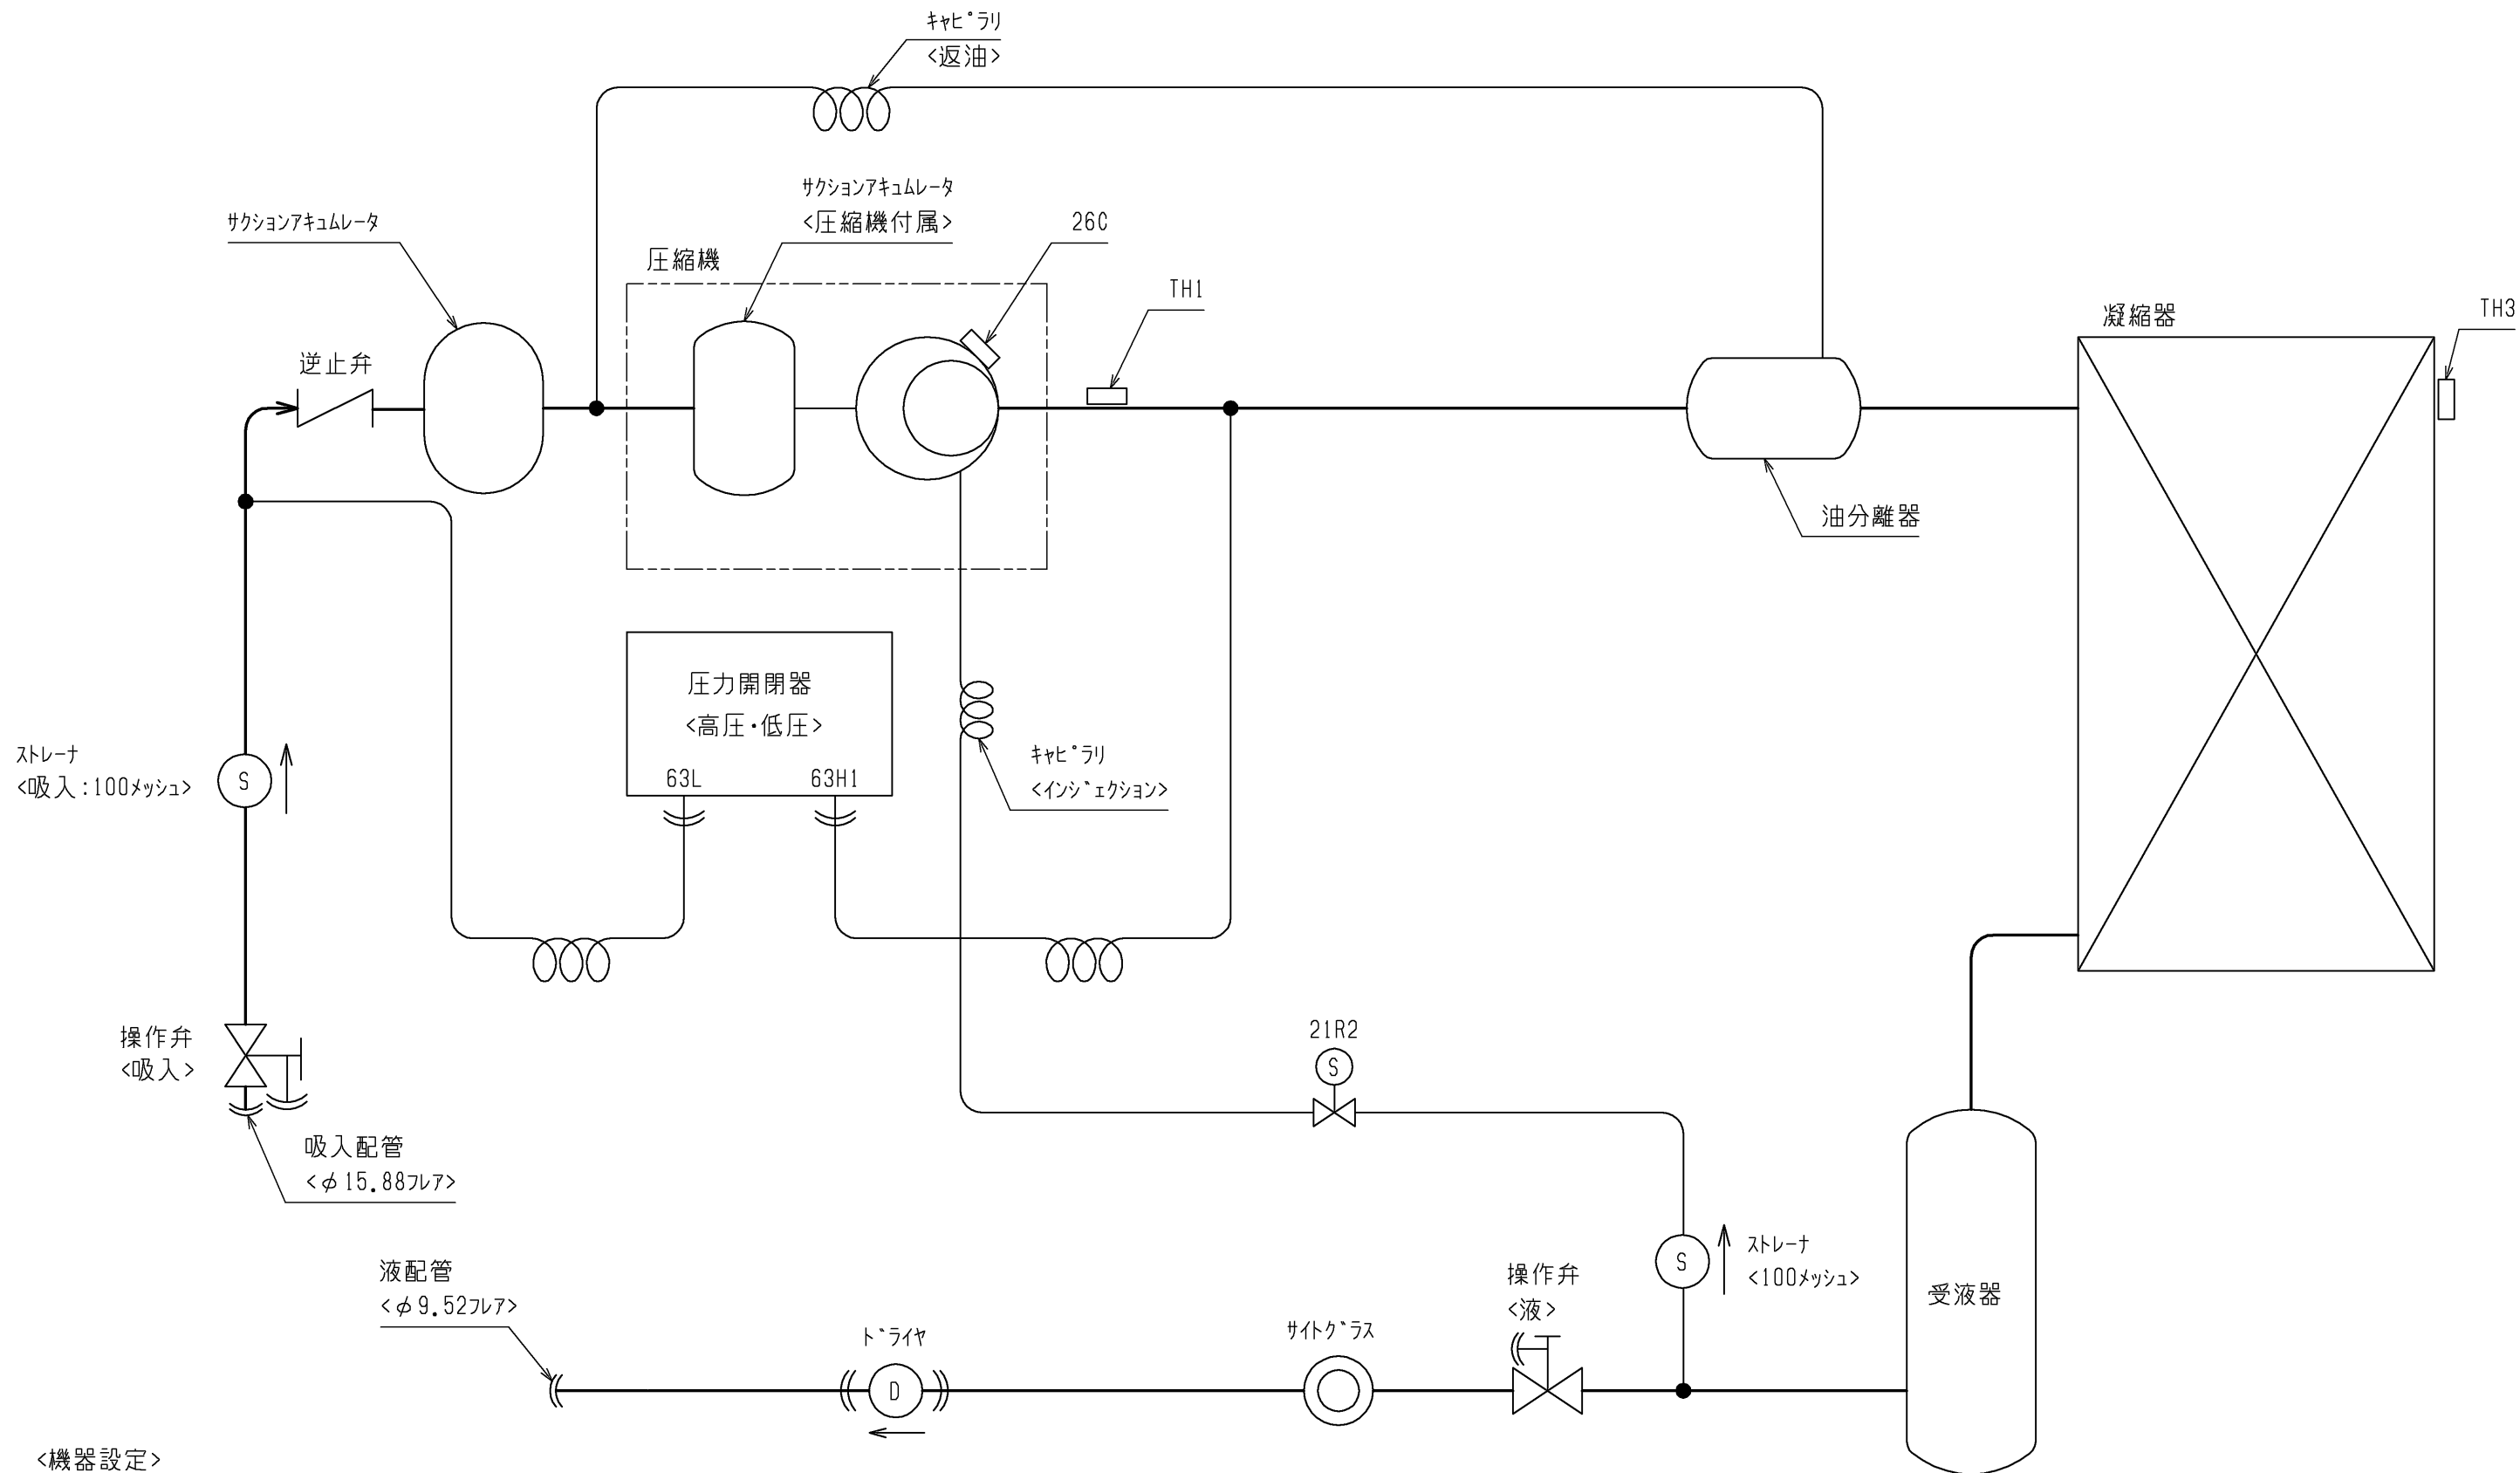 ｷｬﾋﾟﾗﾘ
<返油>
ｻｸｼｮﾝｱｷｭﾑﾚｰﾀ
<圧縮機付属>
ｻｸｼｮﾝｱｷｭﾑﾚｰﾀ
26C
圧縮機
TH1
TH3
凝縮器
逆止弁
油分離器
圧力開閉器
<高圧・低圧>
63L
63H1
ｽﾄﾚｰﾅ
<吸入:100ﾒｯｼｭ>
S
ｷｬﾋﾟﾗﾘ
<ｲﾝｼﾞｪｸｼｮﾝ>
操作弁
<吸入>
21R2
S
吸入配管
<φ15.88ﾌﾚｱ>
液配管
<φ9.52ﾌﾚｱ>
ﾄﾞﾗｲﾔ
D
ｻｲﾄｸﾞﾗｽ
操作弁
<液>
S
ｽﾄﾚｰﾅ
<100ﾒｯｼｭ>
受液器
<機器設定>